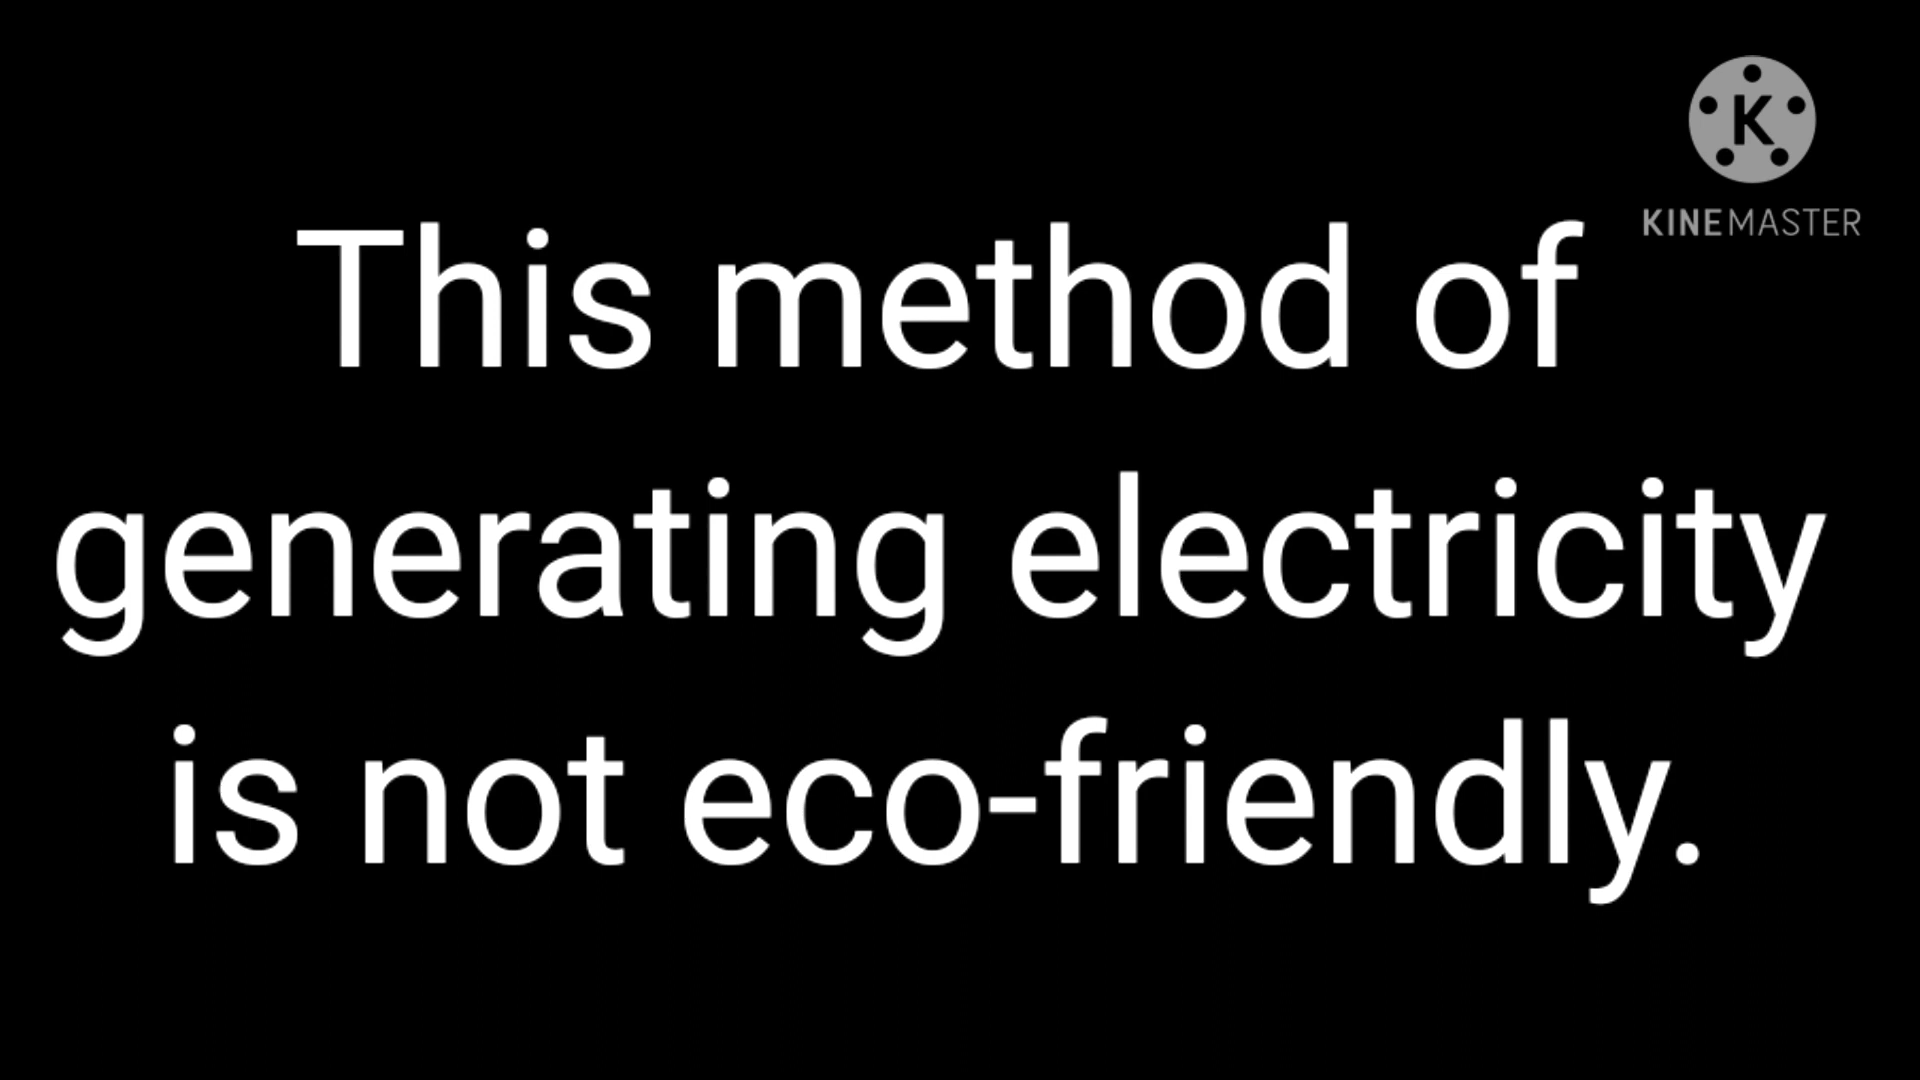 K
KINEMASTER
This method of
generating electricity
is not eco-friendly.